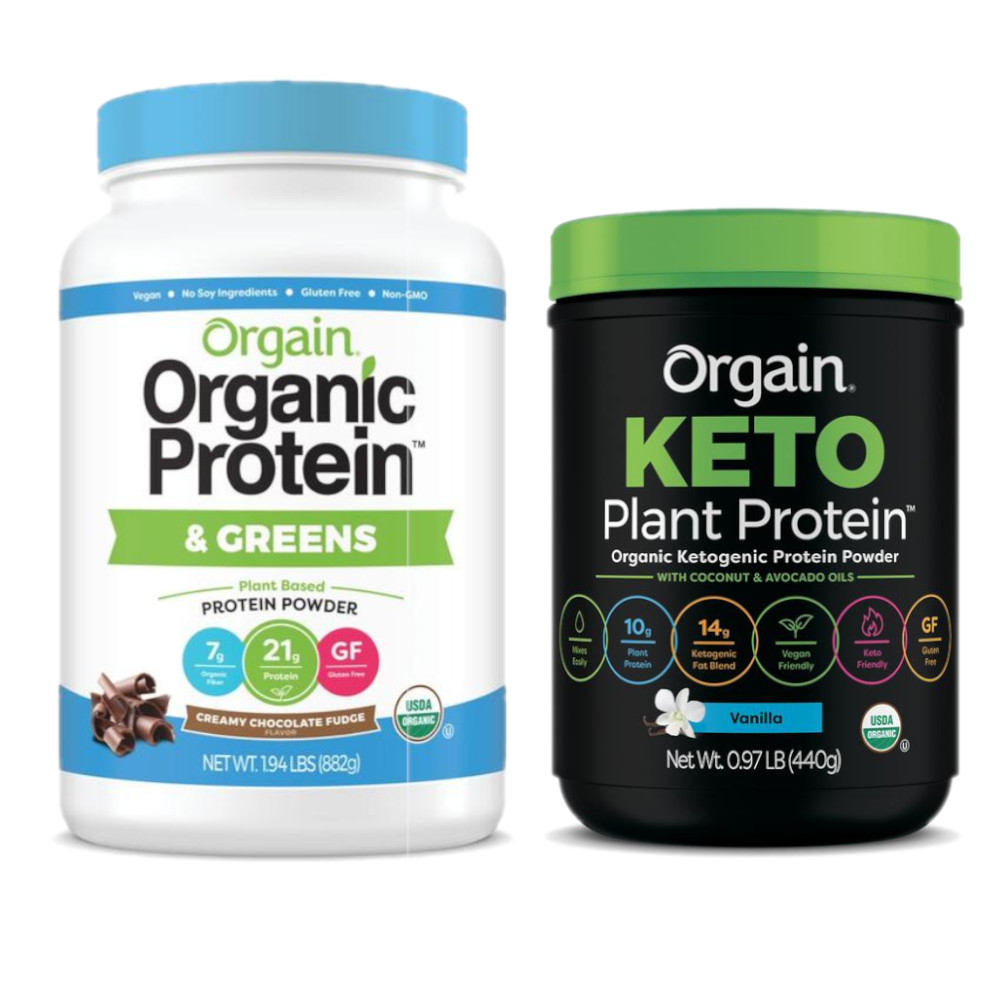 Vegan • No Soy Ingredients • Gluten Free • Non-GMO
Orgain®
Organic
Protein™
& GREENS
Plant Based
PROTEIN POWDER
7g
Organic
Fiber
21g
Protein
GF
Gluten Free
CREAMY CHOCOLATE FUDGE
FLAVOR
USDA
ORGANIC
U
NET WT. 1.94 LBS (882g)
Orgain®
KETO
Plant Protein™
Organic Ketogenic Protein Powder
WITH COCONUT & AVOCADO OILS
Mixes
Easily
10g
Plant
Protein
14g
Ketogenic
Fat Blend
Vegan
Friendly
Keto
Friendly
GF
Gluten
Free
Vanilla
USDA
ORGANIC
U
Net Wt. 0.97 LB (440g)